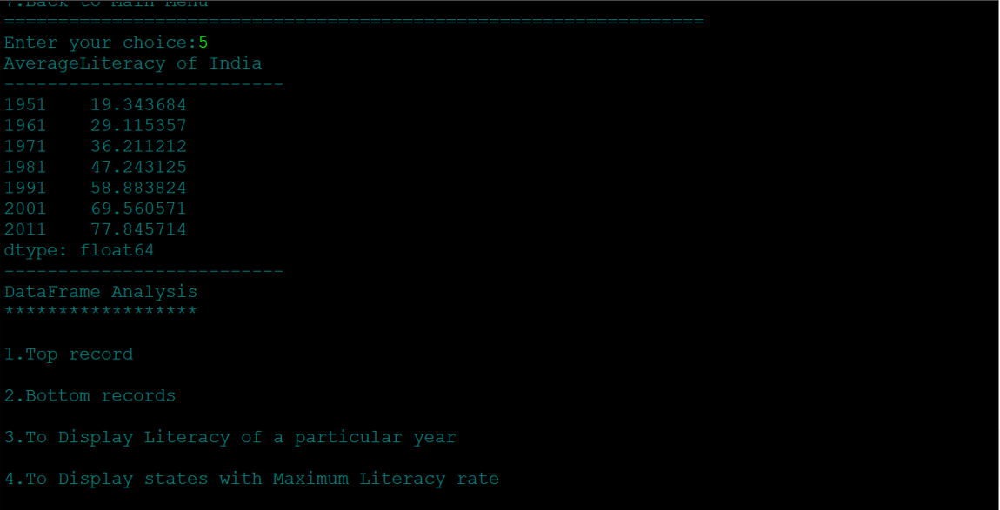 7.Back to Main Menu
=================================================================
Enter your choice:5
AverageLiteracy of India
--------------------------
1951    19.343684
1961    29.115357
1971    36.211212
1981    47.243125
1991    58.883824
2001    69.560571
2011    77.845714
dtype: float64
--------------------------
DataFrame Analysis
******************
1.Top record
2.Bottom records
3.To Display Literacy of a particular year
4.To Display states with Maximum Literacy rate